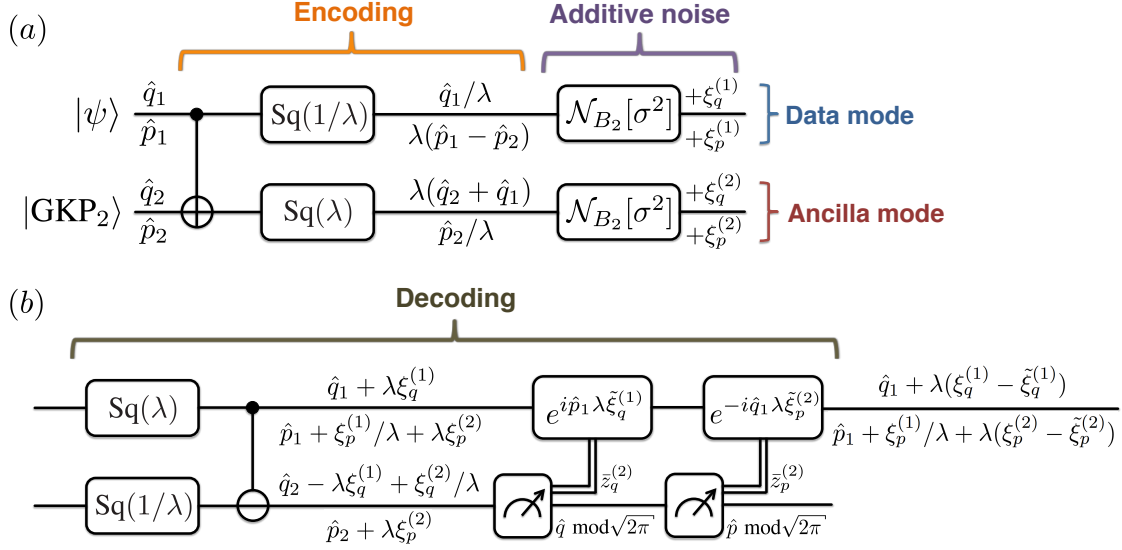 (a) Encoding Additive noise
|ψ⟩ q̂₁ p̂₁ Sq(1/λ) q̂₁/λ λ(p̂₁ − p̂₂) 𝒩_{B₂}[σ²] +ξ_q^{(1)} +ξ_p^{(1)} Data mode
|GKP₂⟩ q̂₂ p̂₂ Sq(λ) λ(q̂₂ + q̂₁) p̂₂/λ 𝒩_{B₂}[σ²] +ξ_q^{(2)} +ξ_p^{(2)} Ancilla mode
(b) Decoding
Sq(λ) q̂₁ + λξ_q^{(1)} p̂₁ + ξ_p^{(1)}/λ + λξ_p^{(2)} e^{ip̂₁λξ̃_q^{(1)}} e^{−iq̂₁λξ̃_p^{(2)}} q̂₁ + λ(ξ_q^{(1)} − ξ̃_q^{(1)}) p̂₁ + ξ_p^{(1)}/λ + λ(ξ_p^{(2)} − ξ̃_p^{(2)})
Sq(1/λ) q̂₂ − λξ_q^{(1)} + ξ_q^{(2)}/λ p̂₂ + λξ_p^{(2)} z̄_q^{(2)} q̂ mod√2π z̄_p^{(2)} p̂ mod√2π